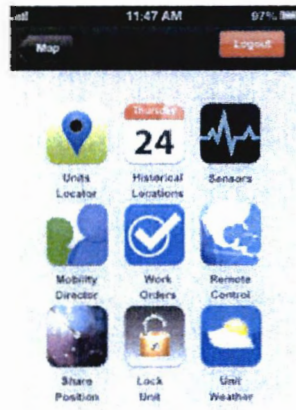 11:47 AM 97%
Map Logout
Thursday
24
Units Historical Sensors
Locator Locations
Mobility Work Remote
Director Orders Control
Share Lock Unit
Position Unit Weather